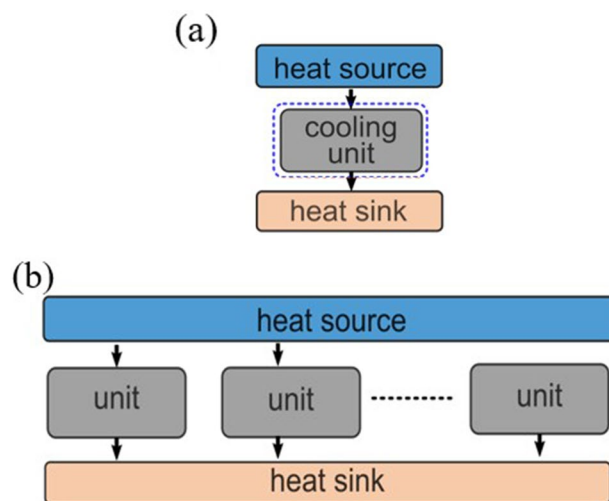 (a)
heat source
cooling
unit
heat sink
(b)
heat source
unit
unit
unit
heat sink